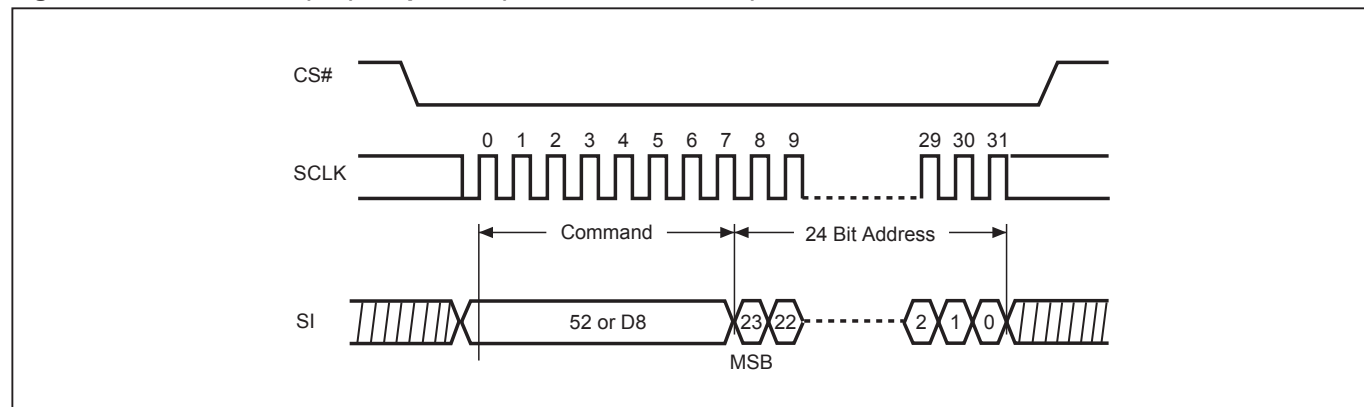 CS#
0 1 2 3 4 5 6 7 8 9 29 30 31
SCLK
Command 24 Bit Address
SI 52 or D8 23 22 2 1 0
MSB